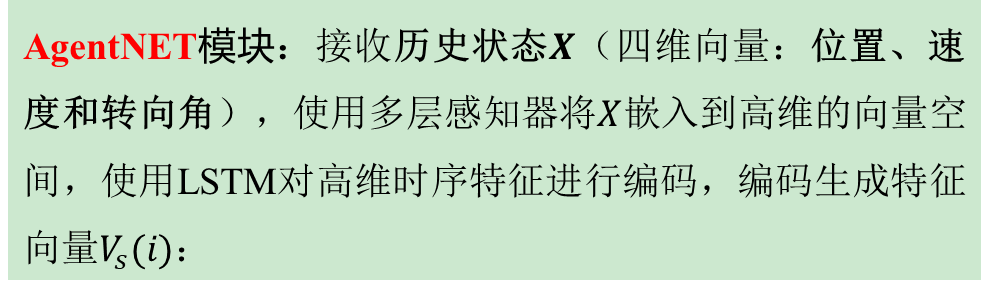 AgentNET模块：接收历史状态X（四维向量：位置、速
度和转向角），使用多层感知器将X嵌入到高维的向量空
间，使用LSTM对高维时序特征进行编码，编码生成特征
向量Vₛ(i)：